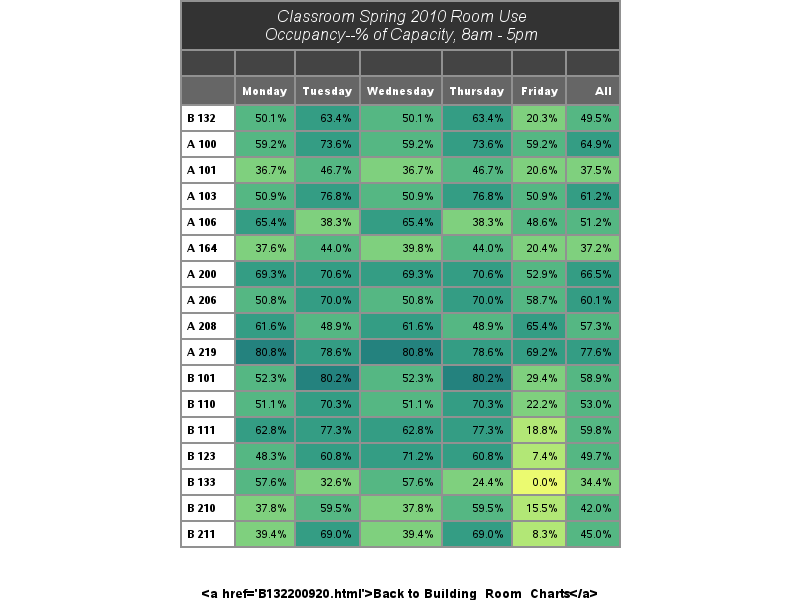 Classroom Spring 2010 Room Use
Occupancy--% of Capacity, 8am - 5pm
Monday Tuesday Wednesday Thursday Friday All
B 132 50.1% 63.4% 50.1% 63.4% 20.3% 49.5%
A 100 59.2% 73.6% 59.2% 73.6% 59.2% 64.9%
A 101 36.7% 46.7% 36.7% 46.7% 20.6% 37.5%
A 103 50.9% 76.8% 50.9% 76.8% 50.9% 61.2%
A 106 65.4% 38.3% 65.4% 38.3% 48.6% 51.2%
A 164 37.6% 44.0% 39.8% 44.0% 20.4% 37.2%
A 200 69.3% 70.6% 69.3% 70.6% 52.9% 66.5%
A 206 50.8% 70.0% 50.8% 70.0% 58.7% 60.1%
A 208 61.6% 48.9% 61.6% 48.9% 65.4% 57.3%
A 219 80.8% 78.6% 80.8% 78.6% 69.2% 77.6%
B 101 52.3% 80.2% 52.3% 80.2% 29.4% 58.9%
B 110 51.1% 70.3% 51.1% 70.3% 22.2% 53.0%
B 111 62.8% 77.3% 62.8% 77.3% 18.8% 59.8%
B 123 48.3% 60.8% 71.2% 60.8% 7.4% 49.7%
B 133 57.6% 32.6% 57.6% 24.4% 0.0% 34.4%
B 210 37.8% 59.5% 37.8% 59.5% 15.5% 42.0%
B 211 39.4% 69.0% 39.4% 69.0% 8.3% 45.0%
<a href='B132200920.html'>Back to Building_Room_Charts</a>